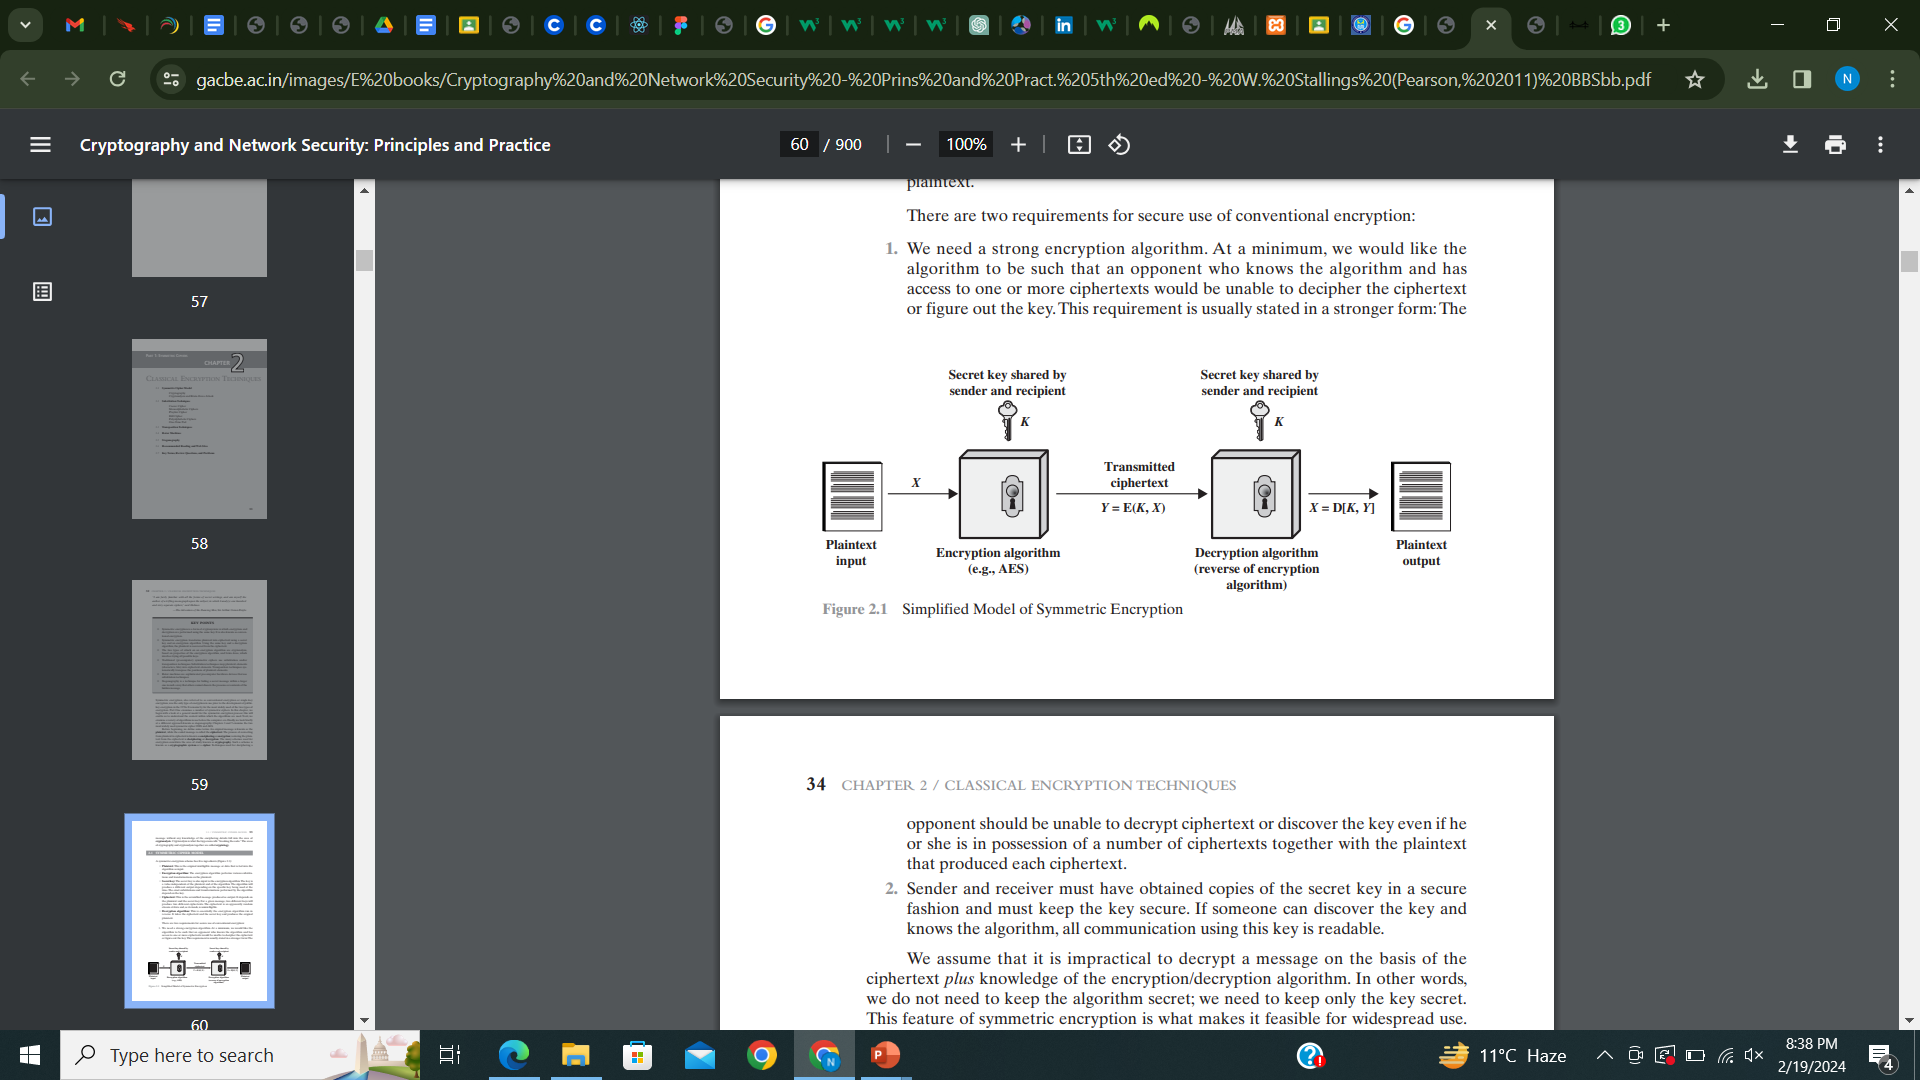 gacbe.ac.in/images/E%20books/Cryptography%20and%20Network%20Security%20-%20Prins%20and%20Pract.%205th%20ed%20-%20W.%20Stallings%20(Pearson,%202011)%20BBSbb.pdf
N
Cryptography and Network Security: Principles and Practice
60 / 900
100%
57
CHAPTER 2
CLASSICAL ENCRYPTION TECHNIQUES
58
KEY POINTS
59
60
plaintext.
There are two requirements for secure use of conventional encryption:
1. We need a strong encryption algorithm. At a minimum, we would like the
algorithm to be such that an opponent who knows the algorithm and has
access to one or more ciphertexts would be unable to decipher the ciphertext
or figure out the key. This requirement is usually stated in a stronger form: The
Secret key shared by
sender and recipient
K
Secret key shared by
sender and recipient
K
X
Transmitted
ciphertext
Y = E(K, X)
X = D[K, Y]
Plaintext
input
Encryption algorithm
(e.g., AES)
Decryption algorithm
(reverse of encryption
algorithm)
Plaintext
output
Figure 2.1 Simplified Model of Symmetric Encryption
34 CHAPTER 2 / CLASSICAL ENCRYPTION TECHNIQUES
opponent should be unable to decrypt ciphertext or discover the key even if he
or she is in possession of a number of ciphertexts together with the plaintext
that produced each ciphertext.
2. Sender and receiver must have obtained copies of the secret key in a secure
fashion and must keep the key secure. If someone can discover the key and
knows the algorithm, all communication using this key is readable.
We assume that it is impractical to decrypt a message on the basis of the
ciphertext plus knowledge of the encryption/decryption algorithm. In other words,
we do not need to keep the algorithm secret; we need to keep only the key secret.
This feature of symmetric encryption is what makes it feasible for widespread use.
Type here to search
11°C Haze
8:38 PM
2/19/2024
4